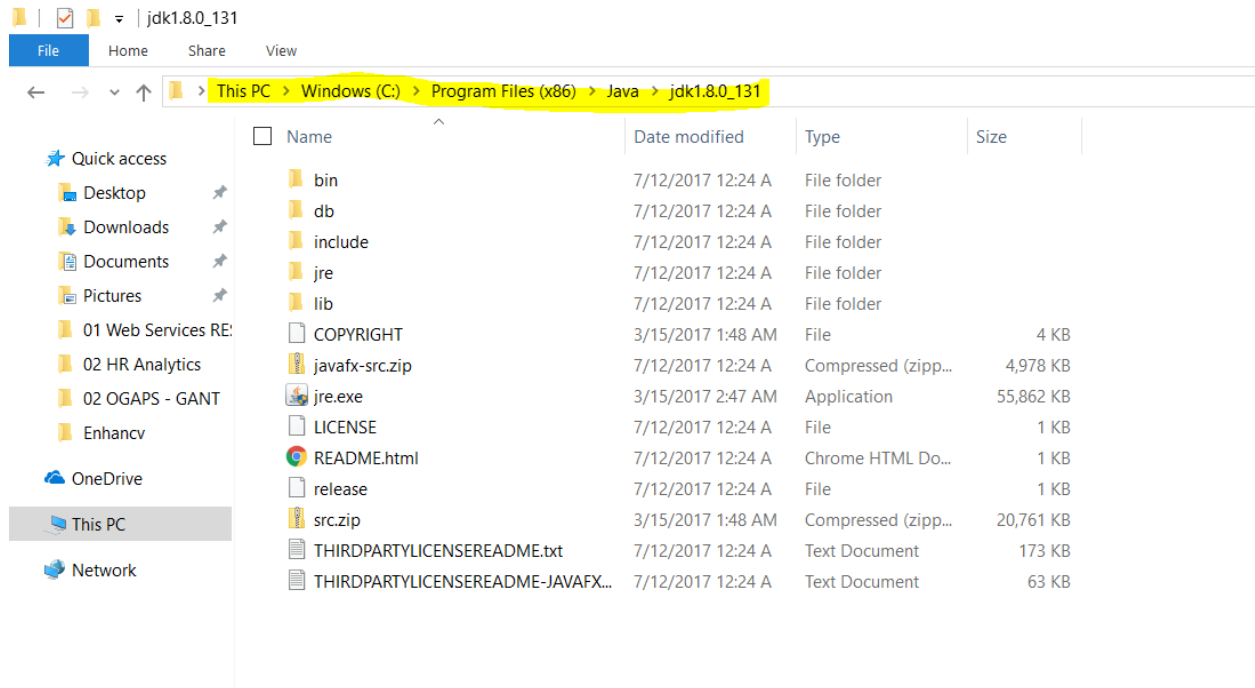 jdk1.8.0_131
File Home Share View
This PC > Windows (C:) > Program Files (x86) > Java > jdk1.8.0_131
Name Date modified Type Size
Quick access
Desktop
Downloads
Documents
Pictures
01 Web Services RES
02 HR Analytics
02 OGAPS - GANT
Enhancv
OneDrive
This PC
Network
bin 7/12/2017 12:24 A File folder
db 7/12/2017 12:24 A File folder
include 7/12/2017 12:24 A File folder
jre 7/12/2017 12:24 A File folder
lib 7/12/2017 12:24 A File folder
COPYRIGHT 3/15/2017 1:48 AM File 4 KB
javafx-src.zip 7/12/2017 12:24 A Compressed (zipp... 4,978 KB
jre.exe 3/15/2017 2:47 AM Application 55,862 KB
LICENSE 7/12/2017 12:24 A File 1 KB
README.html 7/12/2017 12:24 A Chrome HTML Do... 1 KB
release 7/12/2017 12:24 A File 1 KB
src.zip 3/15/2017 1:48 AM Compressed (zipp... 20,761 KB
THIRDPARTYLICENSEREADME.txt 7/12/2017 12:24 A Text Document 173 KB
THIRDPARTYLICENSEREADME-JAVAFX... 7/12/2017 12:24 A Text Document 63 KB